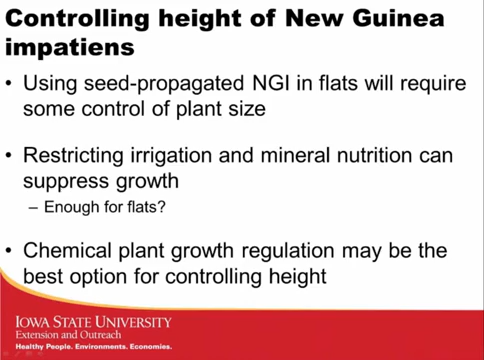 Controlling height of New Guinea
impatiens
• Using seed-propagated NGI in flats will require
some control of plant size
• Restricting irrigation and mineral nutrition can
suppress growth
– Enough for flats?
• Chemical plant growth regulation may be the
best option for controlling height
IOWA STATE UNIVERSITY
Extension and Outreach
Healthy People. Environments. Economies.